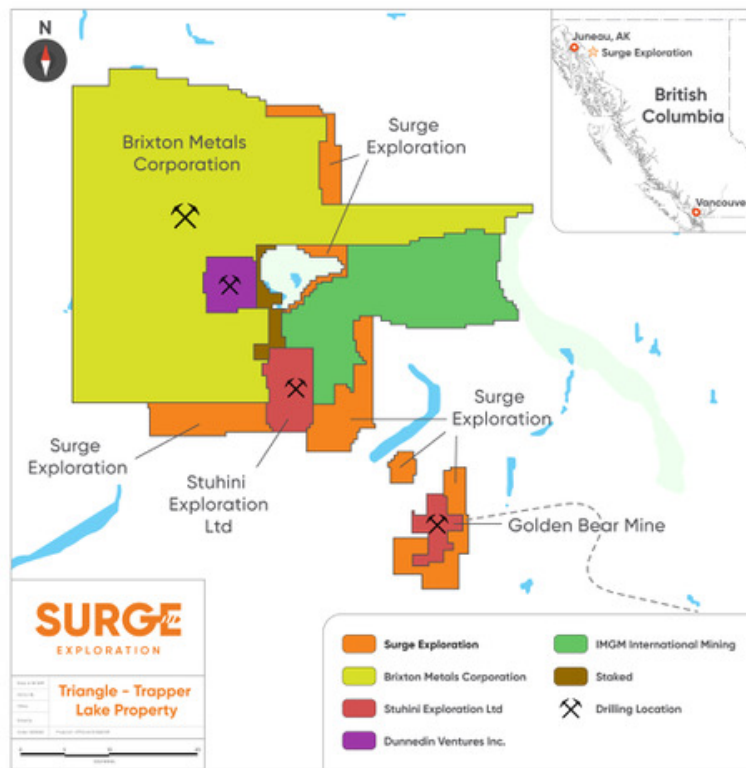 N
Juneau, AK
Surge Exploration
British
Columbia
Vancouve
Brixton Metals
Corporation
Surge
Exploration
Surge
Exploration
Surge
Exploration
Stuhini
Exploration
Ltd
Golden Bear Mine
SURGE
EXPLORATION
Triangle - Trapper
Lake Property
Surge Exploration
Brixton Metals Corporation
Stuhini Exploration Ltd
Dunnedin Ventures Inc.
IMGM International Mining
Staked
Drilling Location